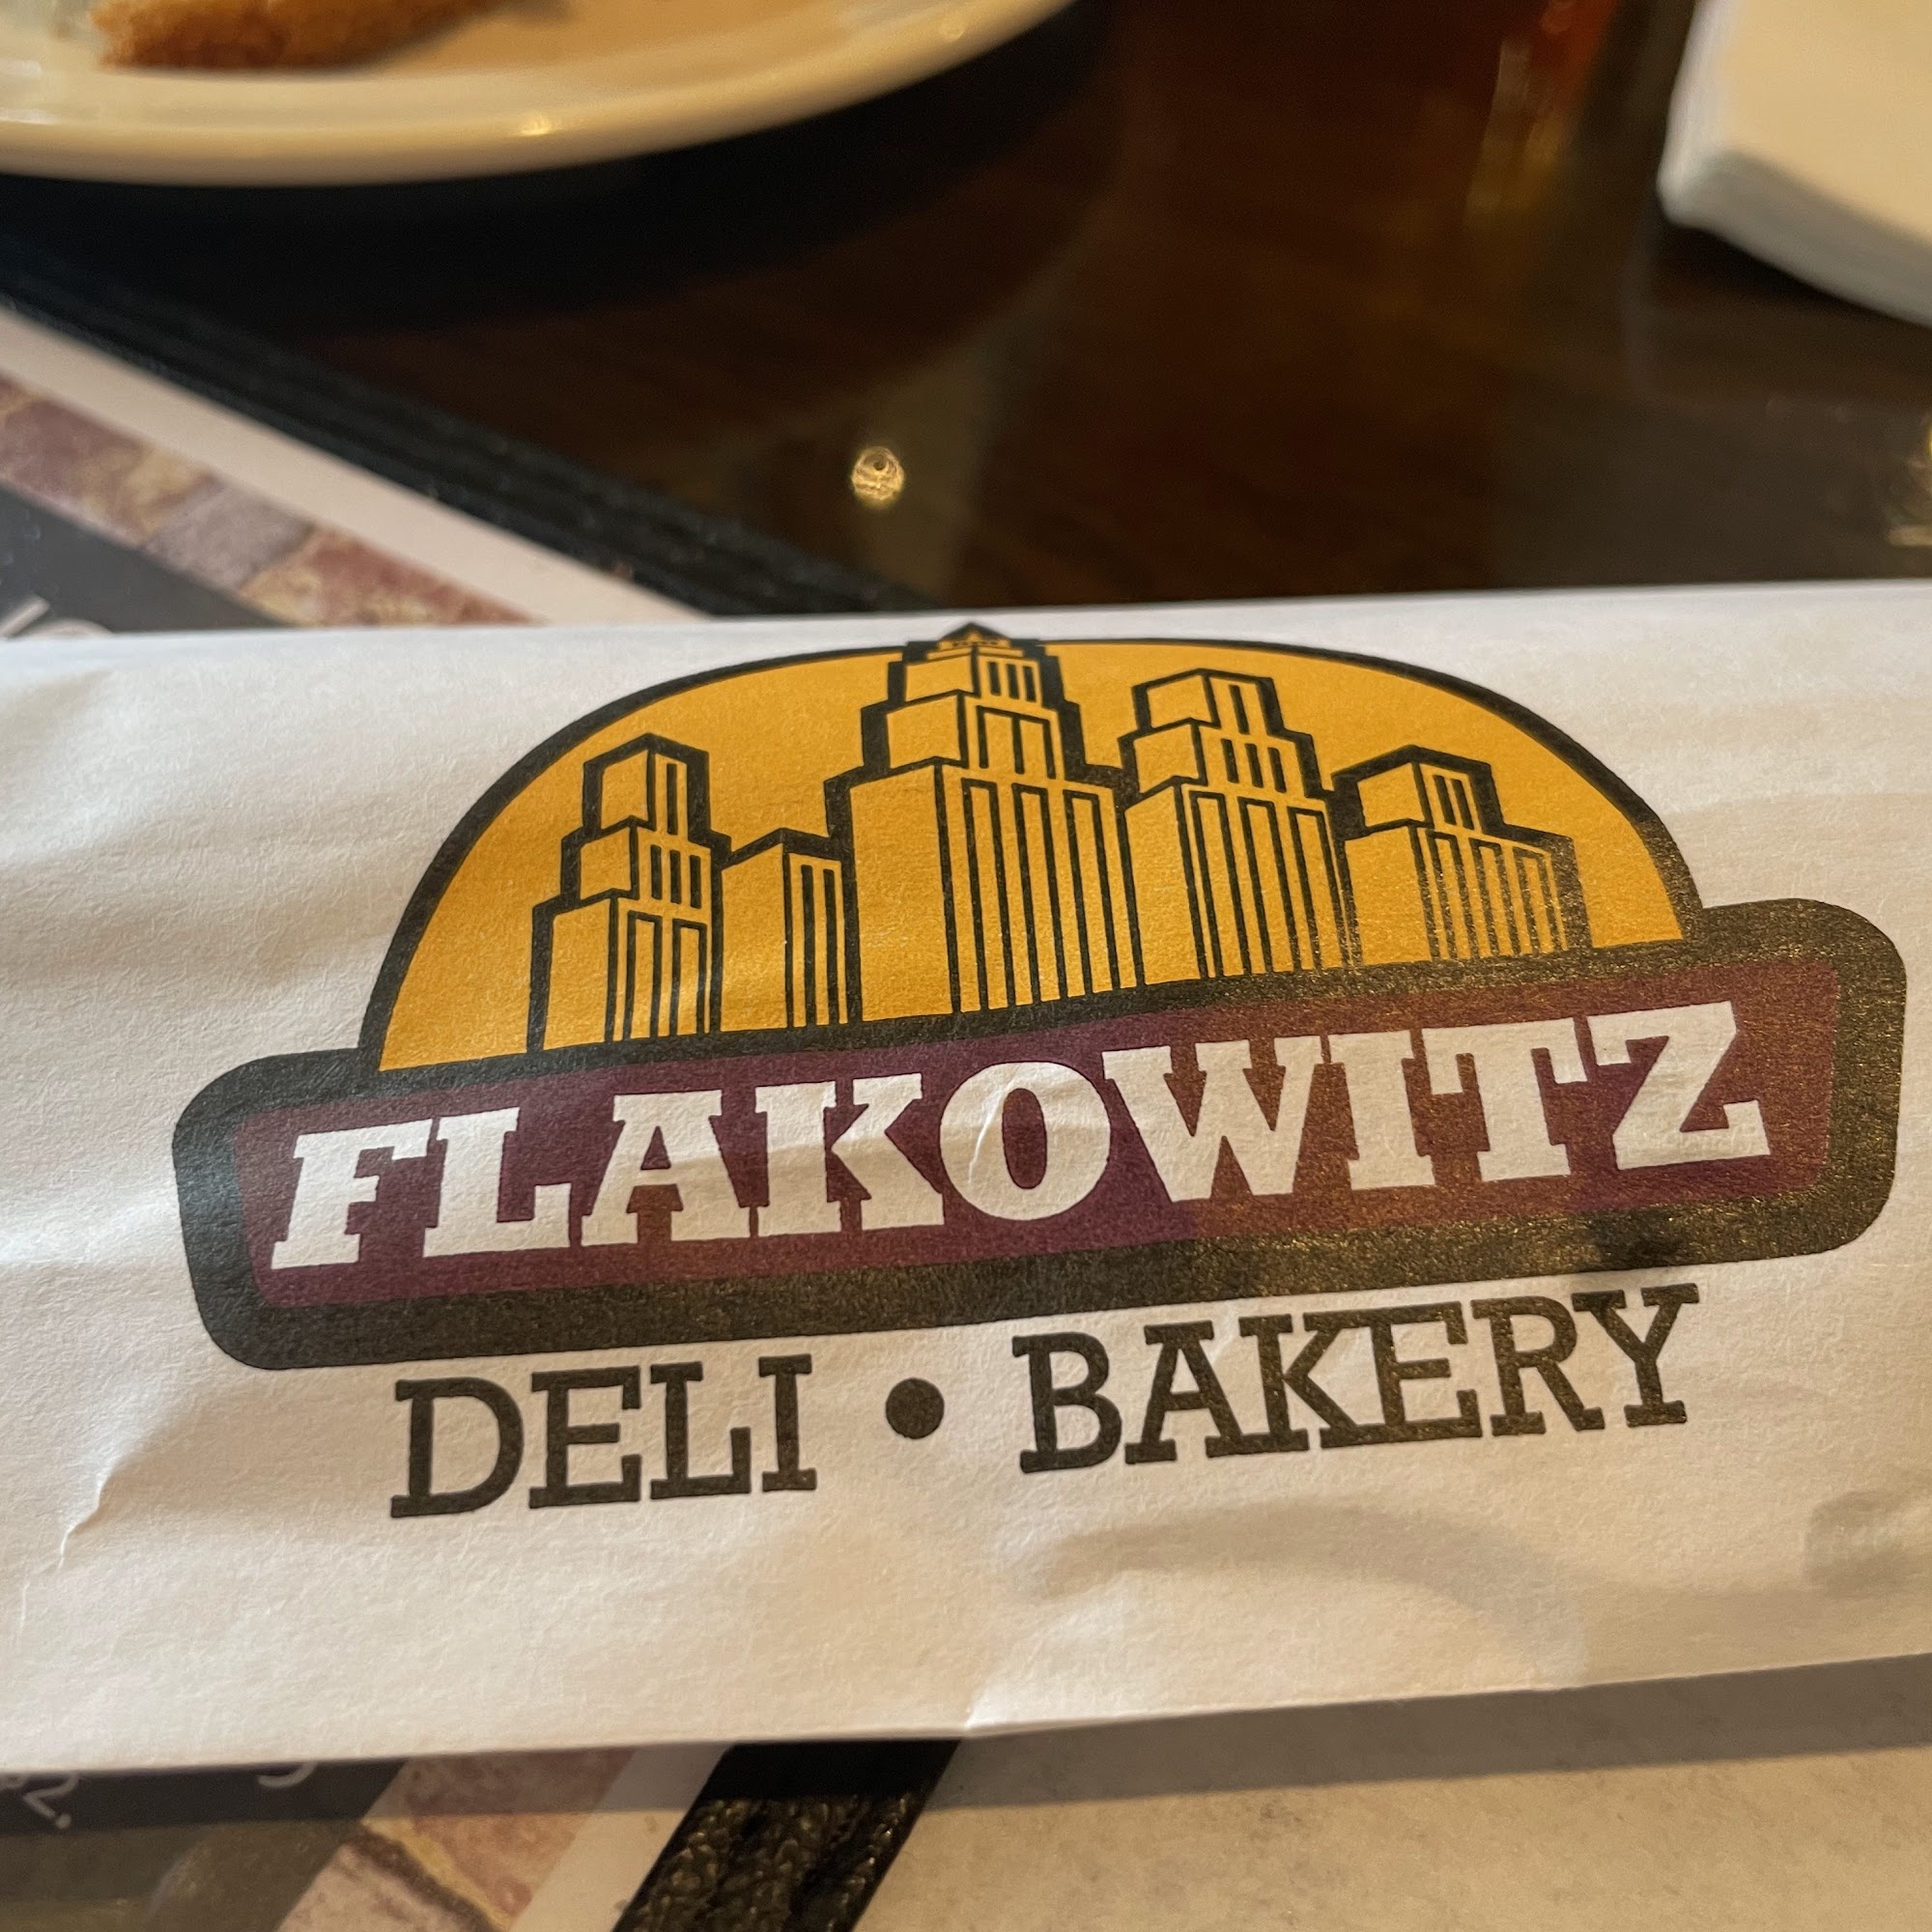 FLAKOWITZ
DELI • BAKERY